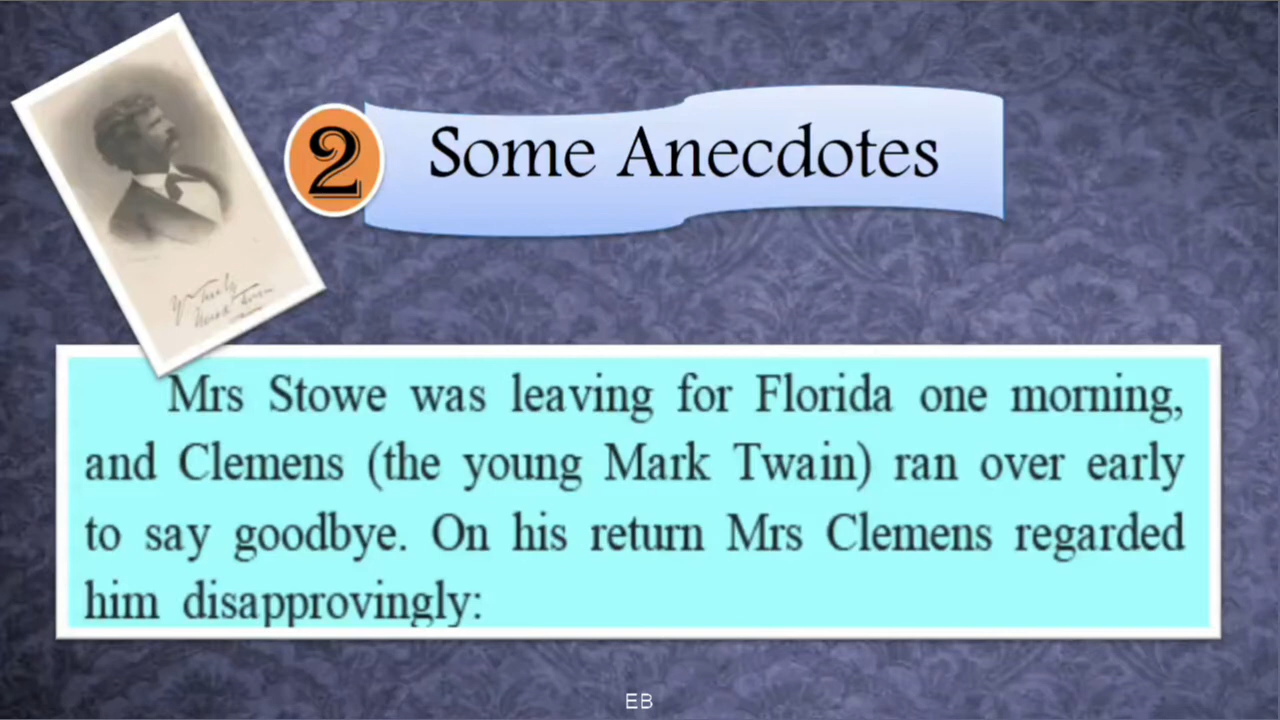 2
Some Anecdotes
Mrs Stowe was leaving for Florida one morning,
and Clemens (the young Mark Twain) ran over early
to say goodbye. On his return Mrs Clemens regarded
him disapprovingly:
EB